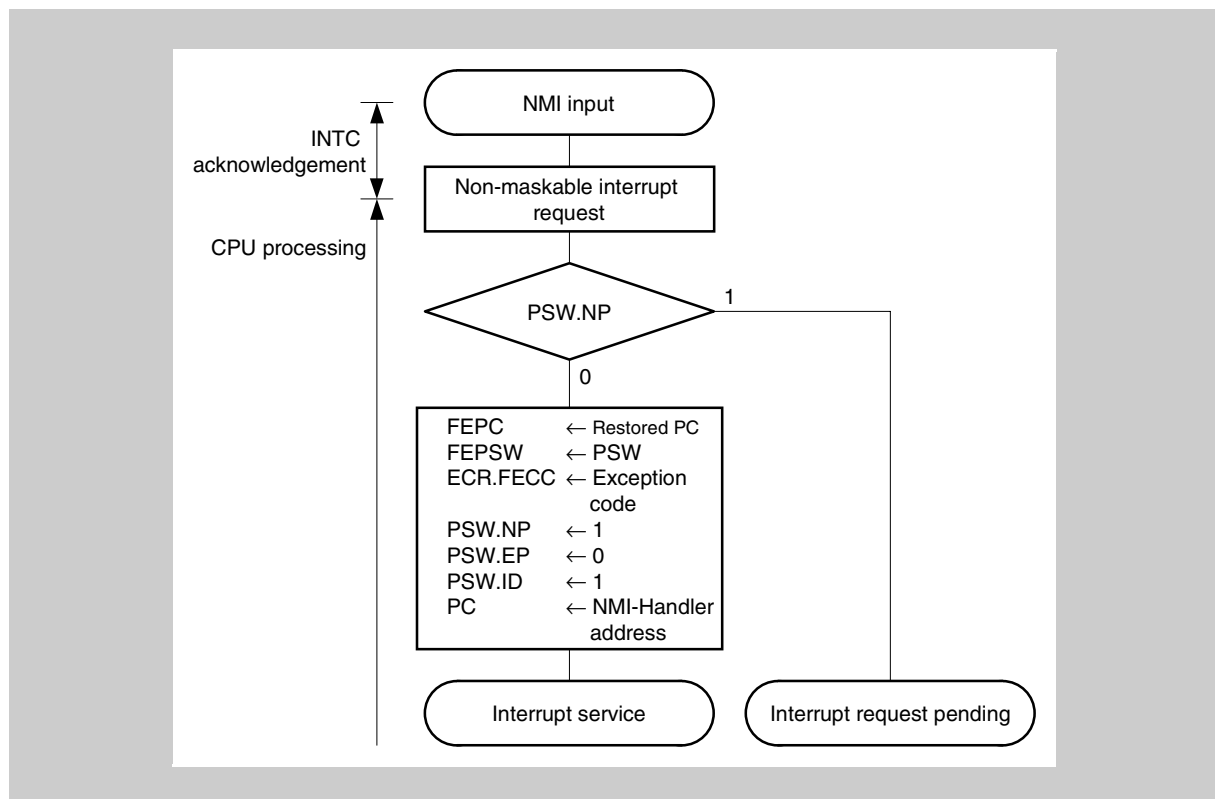 NMI input
INTC
acknowledgement
Non-maskable interrupt
request
CPU processing
PSW.NP
1
0
FEPC ← Restored PC
FEPSW ← PSW
ECR.FECC ← Exception
code
PSW.NP ← 1
PSW.EP ← 0
PSW.ID ← 1
PC ← NMI-Handler
address
Interrupt service
Interrupt request pending